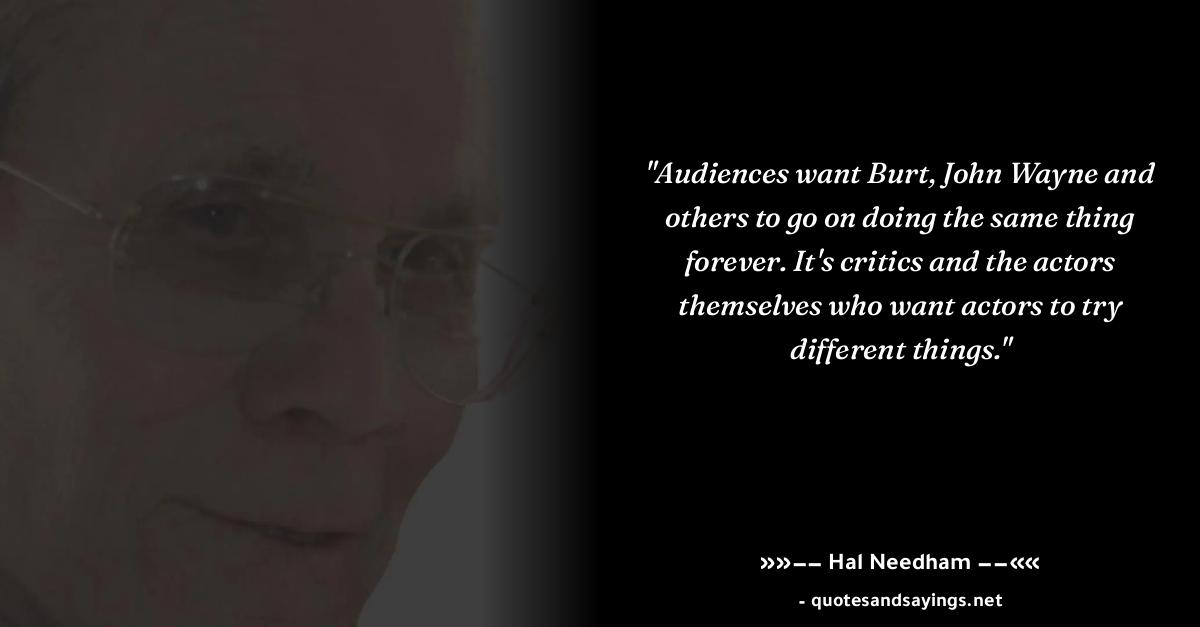 "Audiences want Burt, John Wayne and
others to go on doing the same thing
forever. It's critics and the actors
themselves who want actors to try
different things."
»»−− Hal Needham −−««
- quotesandsayings.net